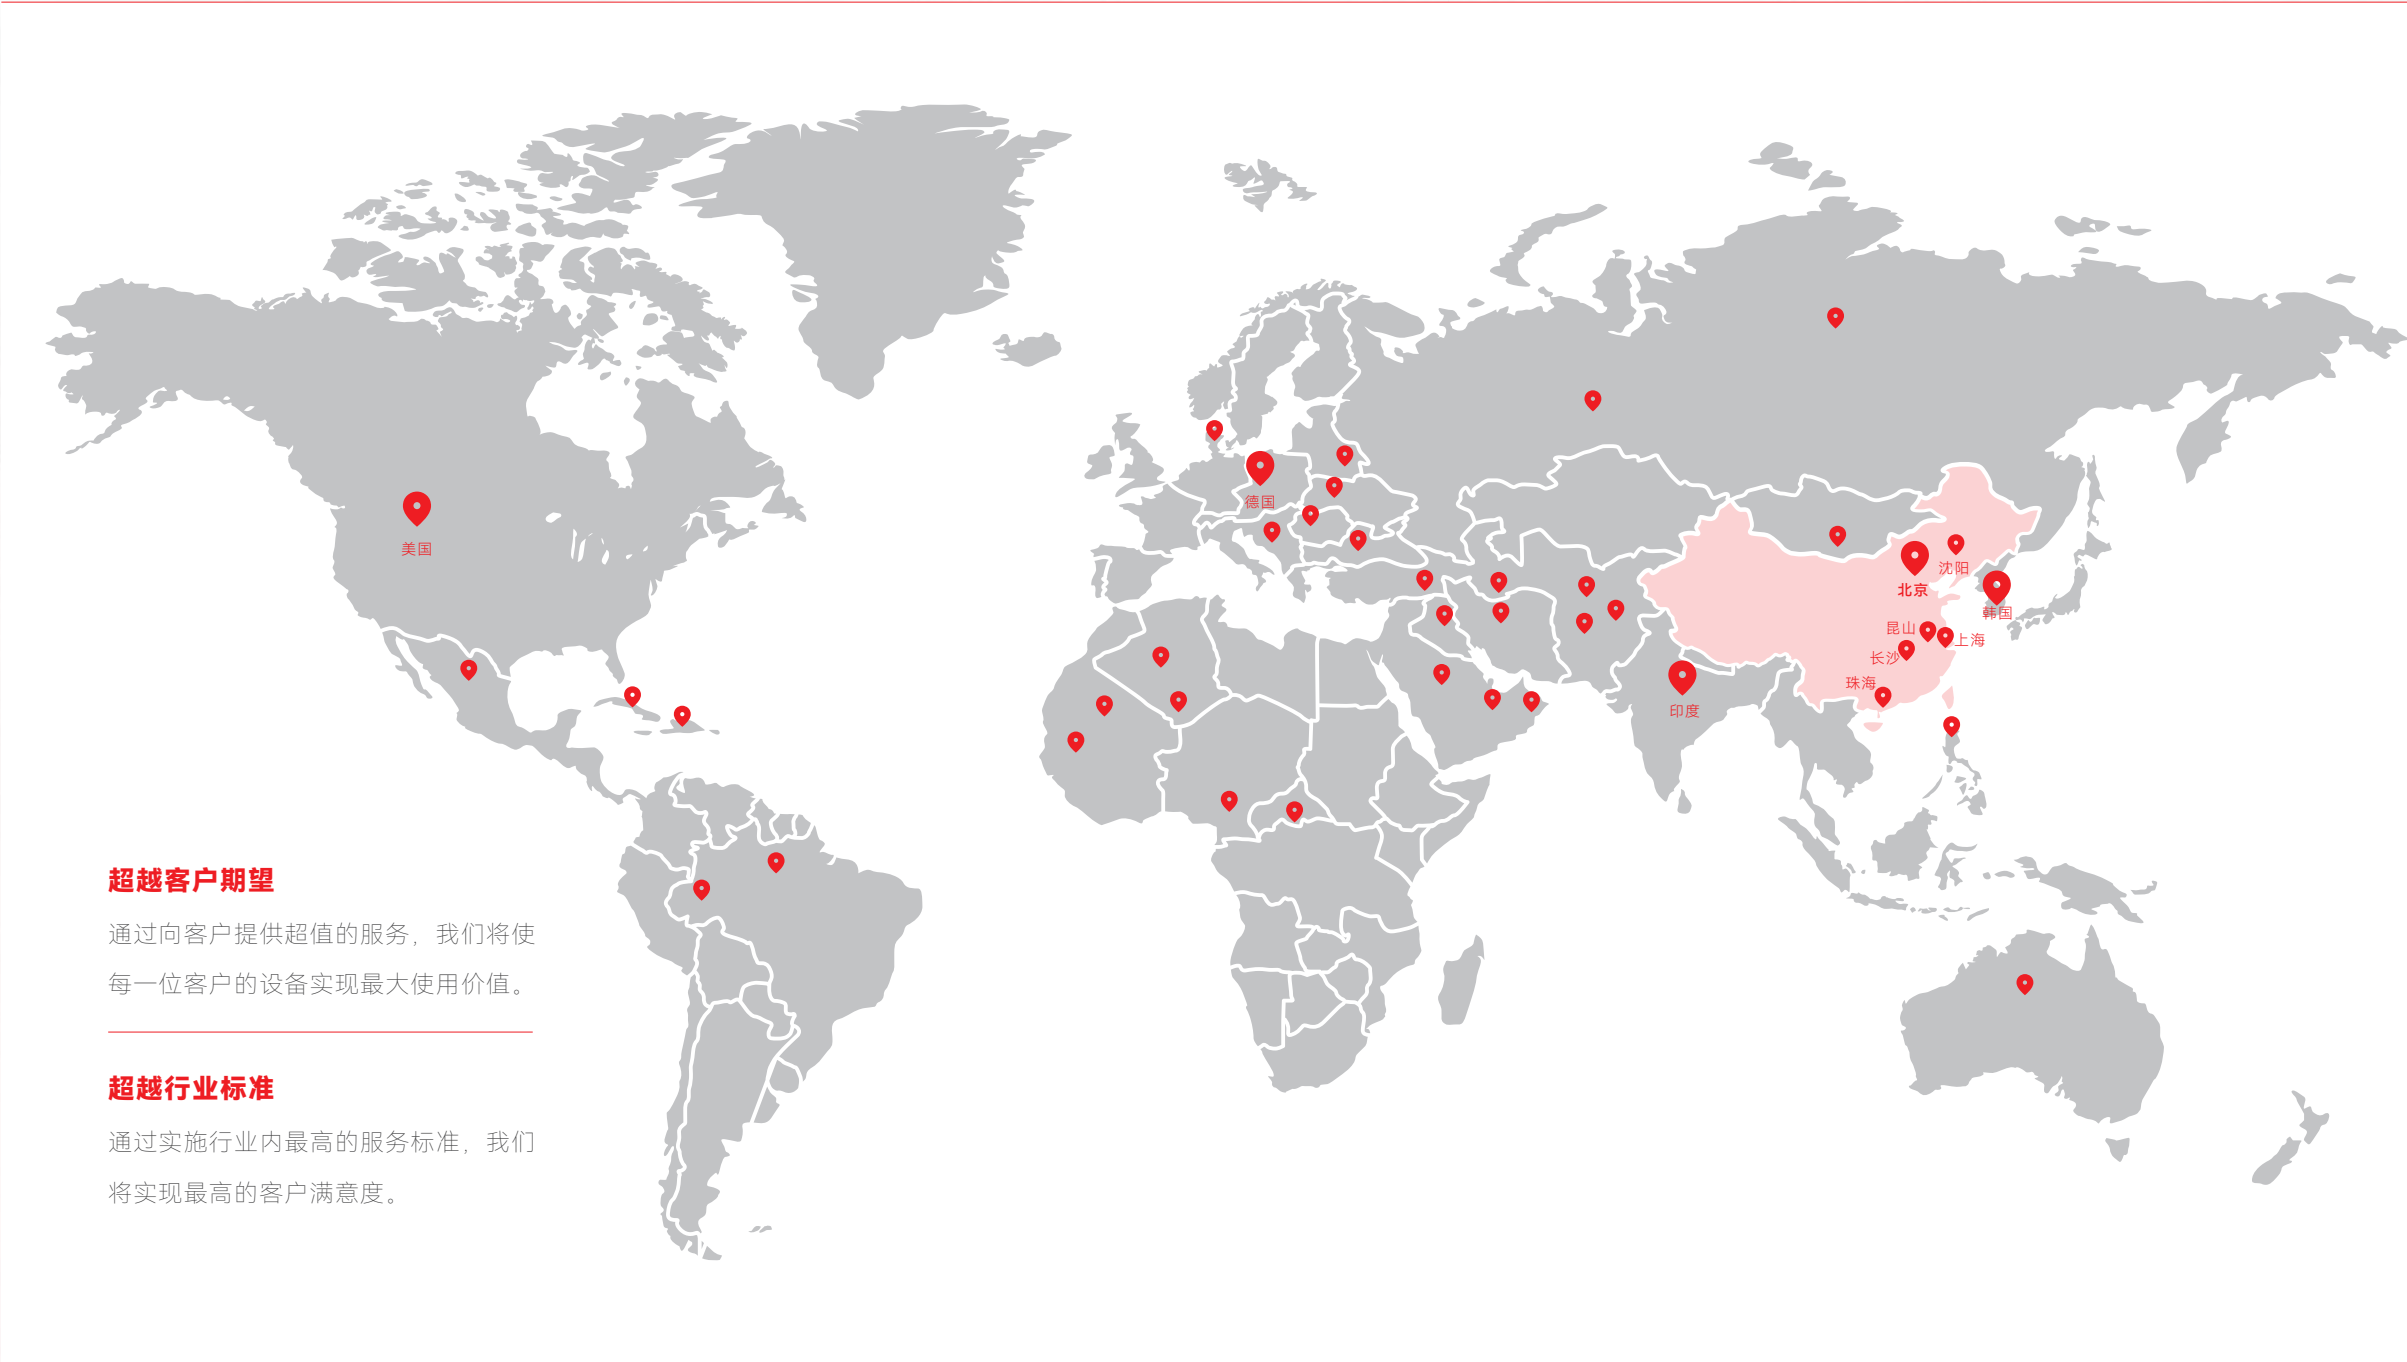 德国
美国
沈阳
北京
韩国
昆山
上海
长沙
珠海
印度
超越客户期望
通过向客户提供超值的服务，我们将使
每一位客户的设备实现最大使用价值。
超越行业标准
通过实施行业内最高的服务标准，我们
将实现最高的客户满意度。